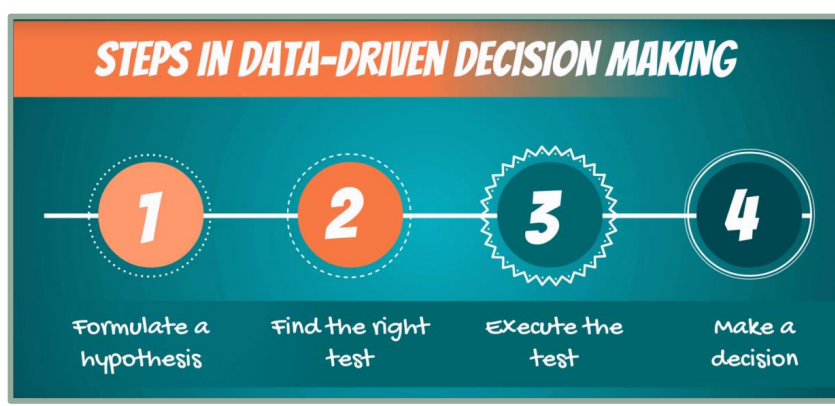 STEPS IN DATA-DRIVEN DECISION MAKING
1
2
3
4
Formulate a
hypothesis
Find the right
test
Execute the
test
Make a
decision